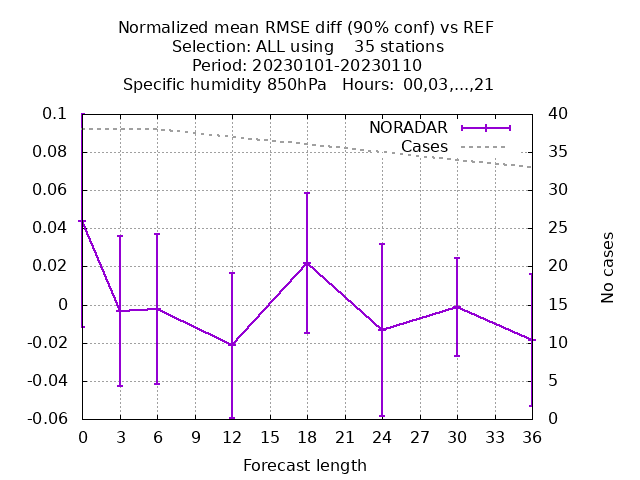 Normalized mean RMSE diff (90% conf) vs REF
Selection: ALL using    35 stations
Period: 20230101-20230110
Specific humidity 850hPa   Hours: 00,03,...,21
NORADAR
Cases
0.1
0.08
0.06
0.04
0.02
0
-0.02
-0.04
-0.06
40
35
30
25
20
15
10
5
0
No cases
0 3 6 9 12 15 18 21 24 27 30 33 36
Forecast length